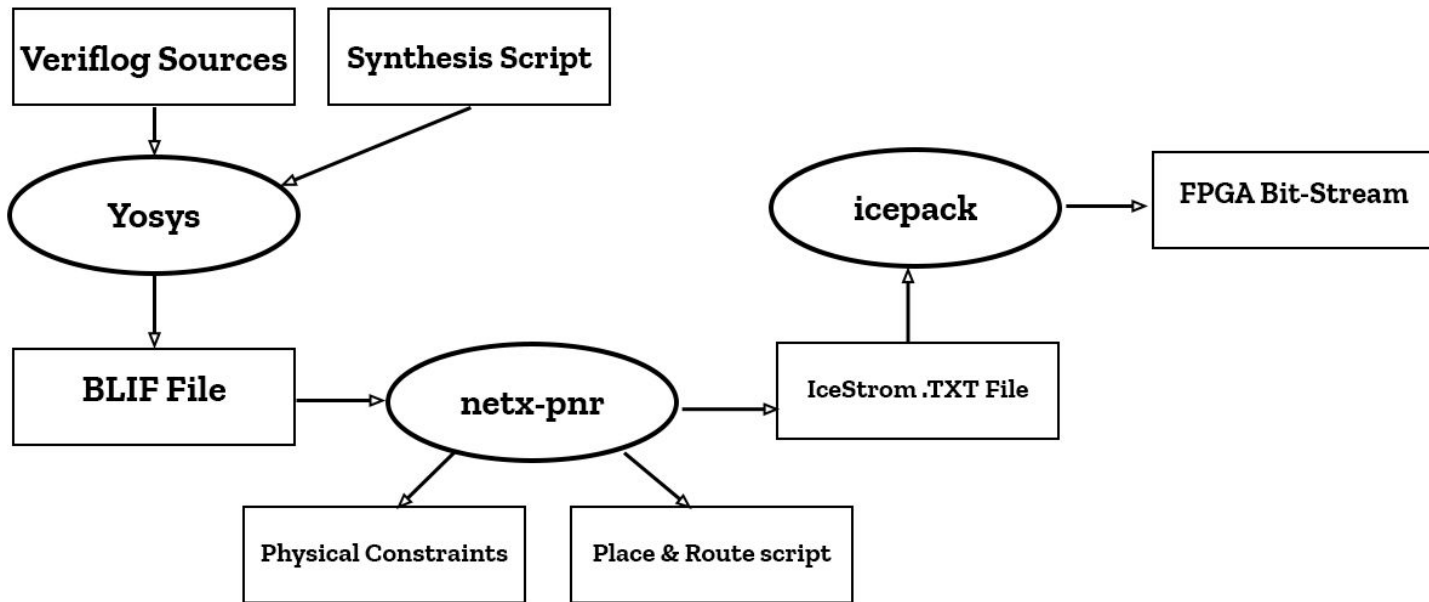 Veriflog Sources
Synthesis Script
Yosys
icepack
FPGA Bit-Stream
BLIF File
netx-pnr
IceStrom .TXT File
Physical Constraints
Place & Route script